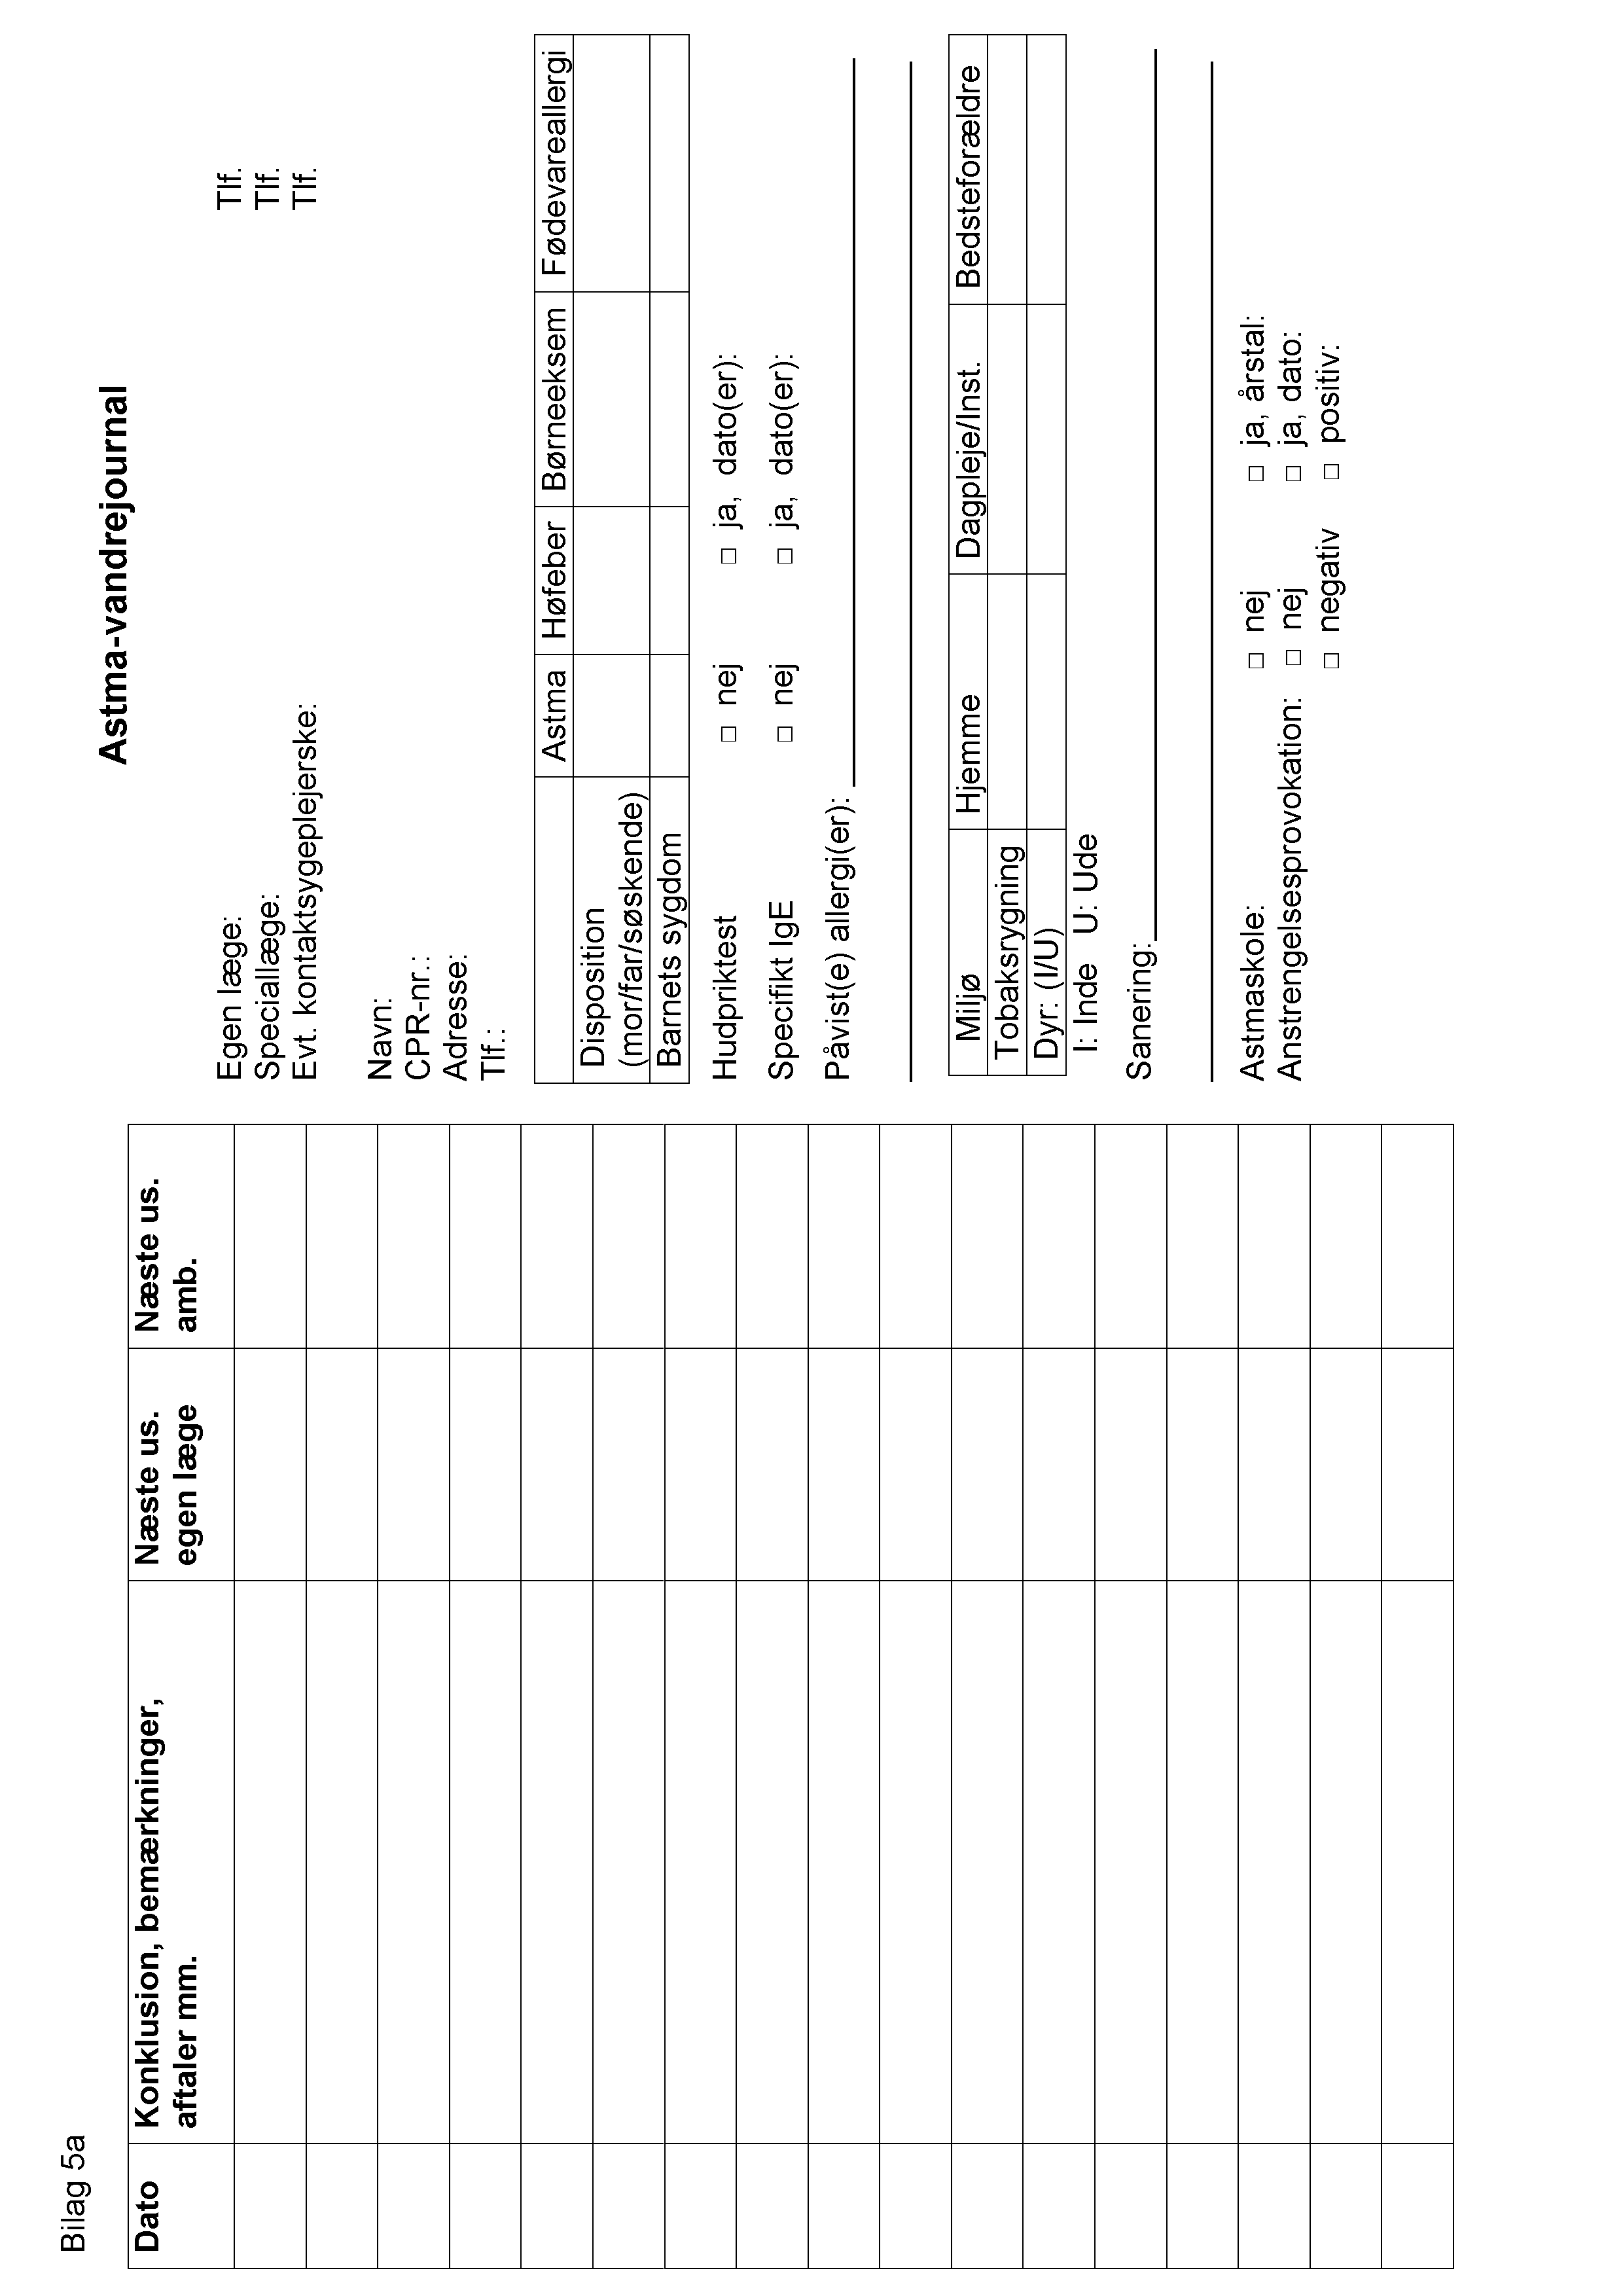 Bilag 5a
Dato Konklusion, bemærkninger, Næste us. Næste us.
aftaler mm. egen læge amb.
Astma-vandrejournal
Egen læge: Tlf.
Speciallæge: Tlf.
Evt. kontaktsygeplejerske: Tlf.
Navn:
CPR-nr.:
Adresse:
Tlf.:
Astma Høfeber Børneeksem Fødevareallergi
Disposition
(mor/far/søskende)
Barnets sygdom
Hudpriktest □ nej □ ja, dato(er):
Specifikt IgE □ nej □ ja, dato(er):
Påvist(e) allergi(er):
Miljø Hjemme Dagpleje/Inst. Bedsteforældre
Tobaksrygning
Dyr: (I/U)
I: Inde U: Ude
Sanering:
Astmaskole: □ nej □ ja, årstal:
Anstrengelsesprovokation: □ nej □ ja, dato:
□ negativ □ positiv: